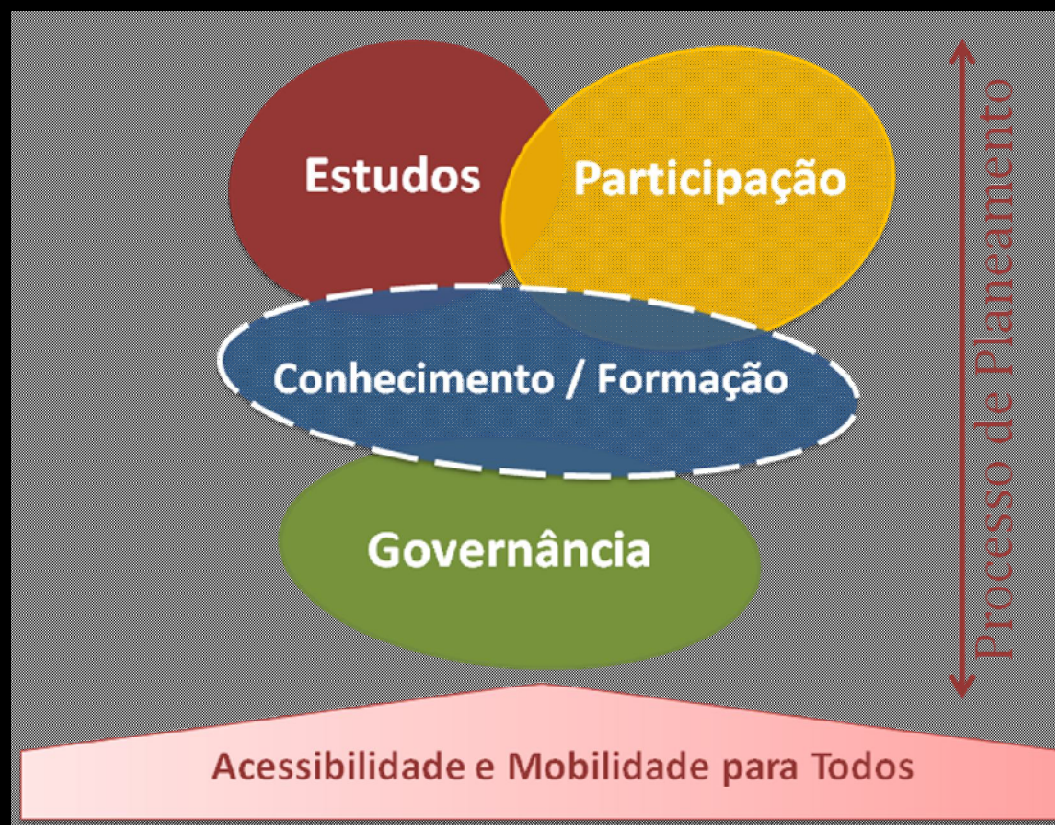 Estudos
Participação
Conhecimento / Formação
Governância
Processo de Planeamento
Acessibilidade e Mobilidade para Todos